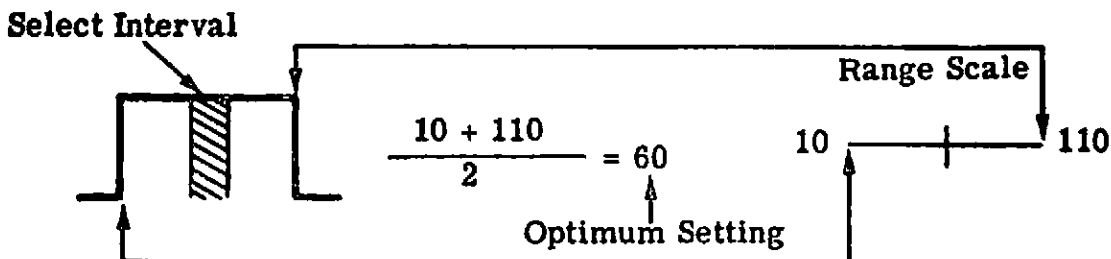 Select Interval
Range Scale
10 + 110
2
= 60
10
110
Optimum Setting